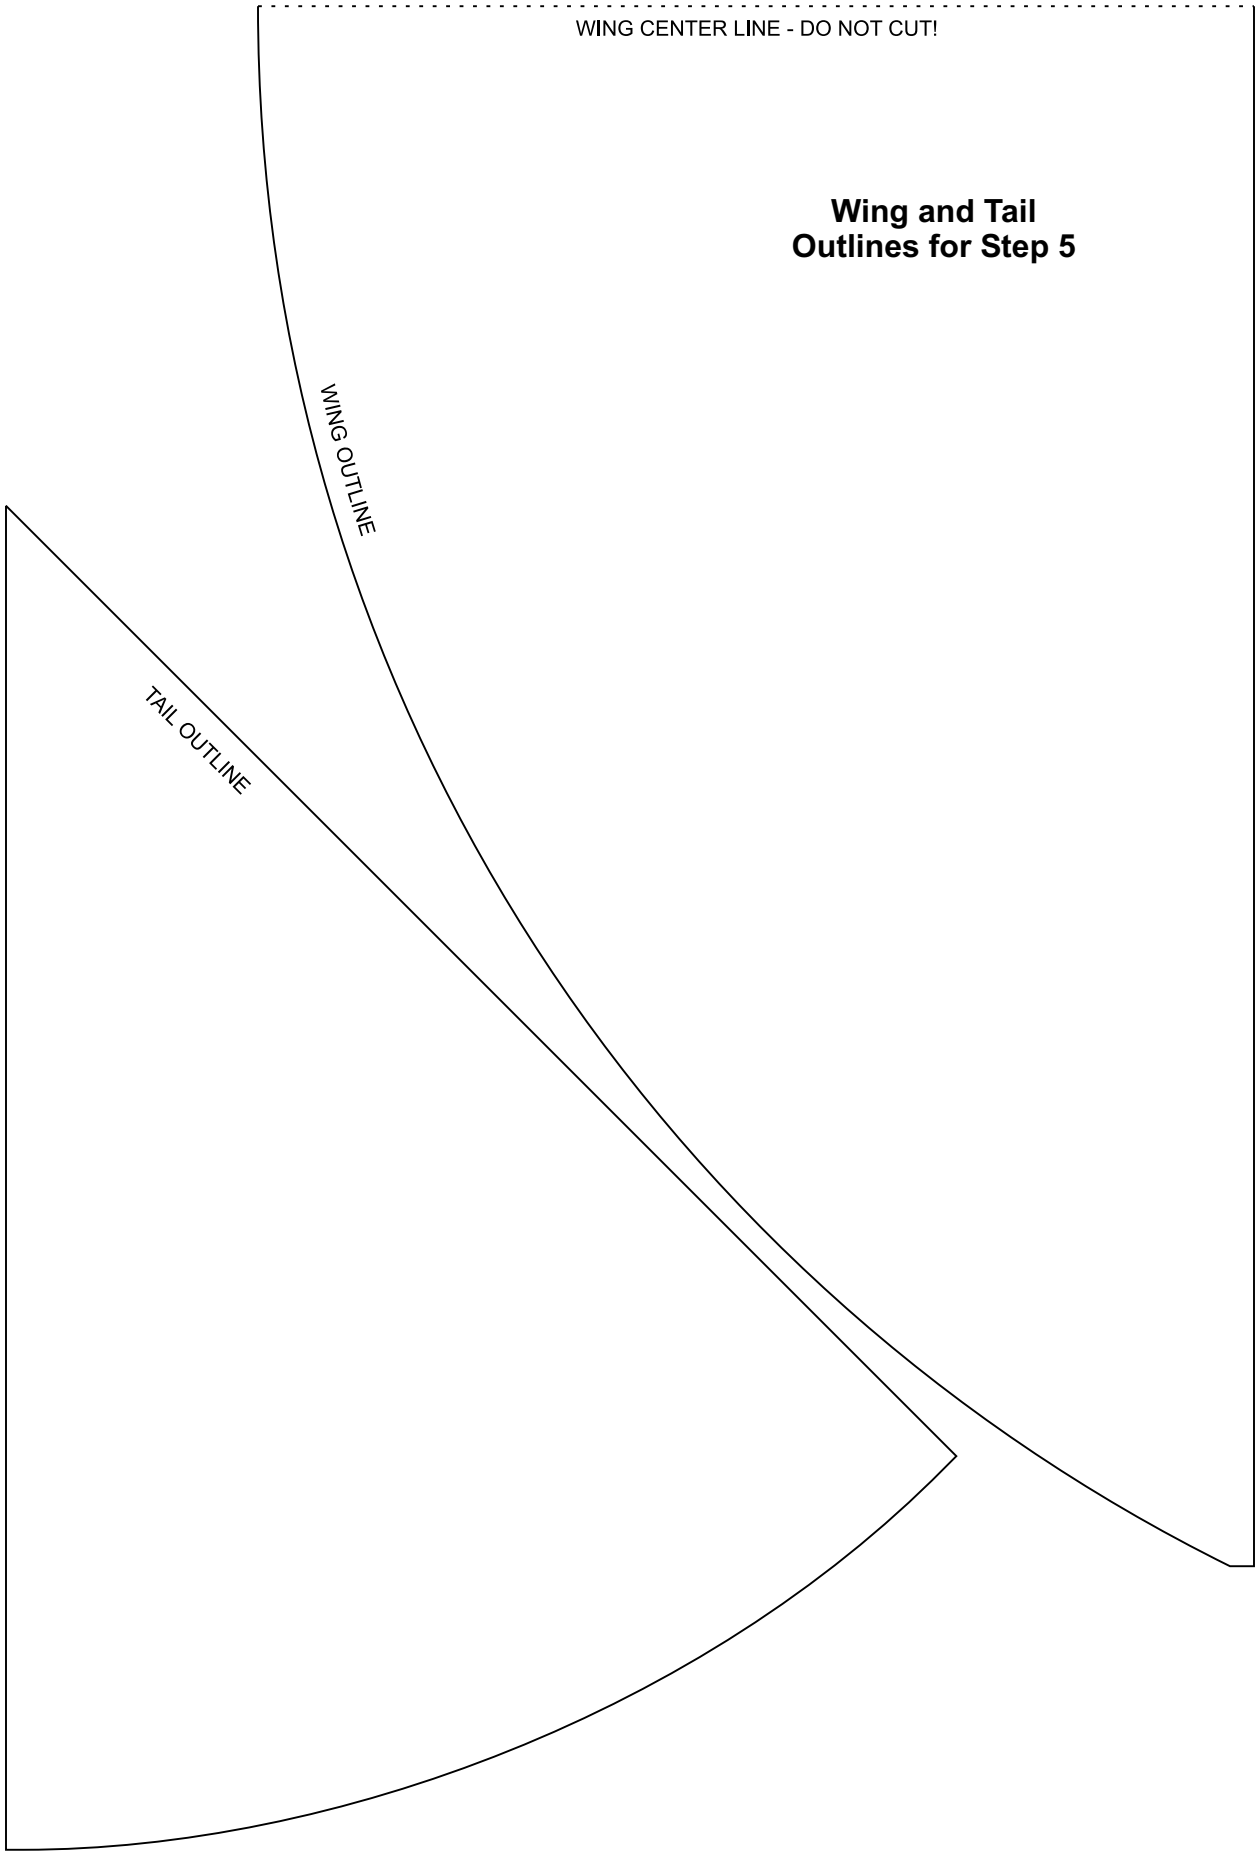 WING CENTER LINE - DO NOT CUT!
Wing and Tail
Outlines for Step 5
WING OUTLINE
TAIL OUTLINE